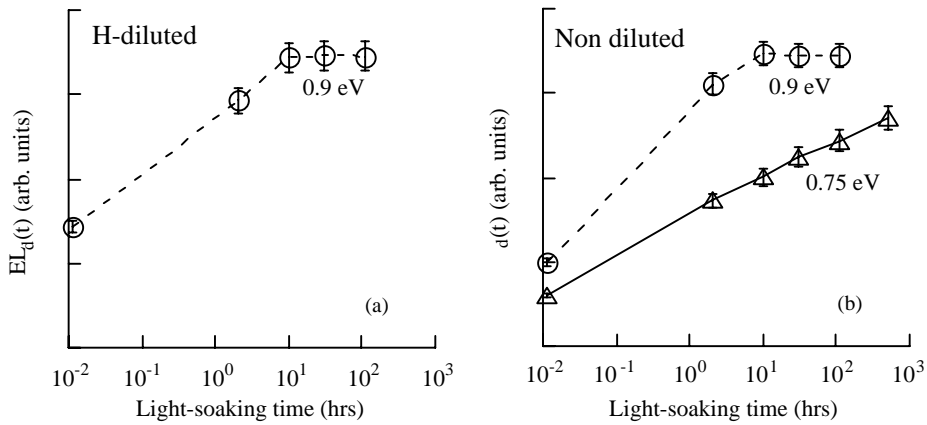 H-diluted
0.9 eV
EL_d(t) (arb. units)
(a)
10^-2 10^-1 10^0 10^1 10^2 10^3
Light-soaking time (hrs)
Non diluted
0.9 eV
0.75 eV
_d(t) (arb. units)
(b)
10^-2 10^-1 10^0 10^1 10^2 10^3
Light-soaking time (hrs)